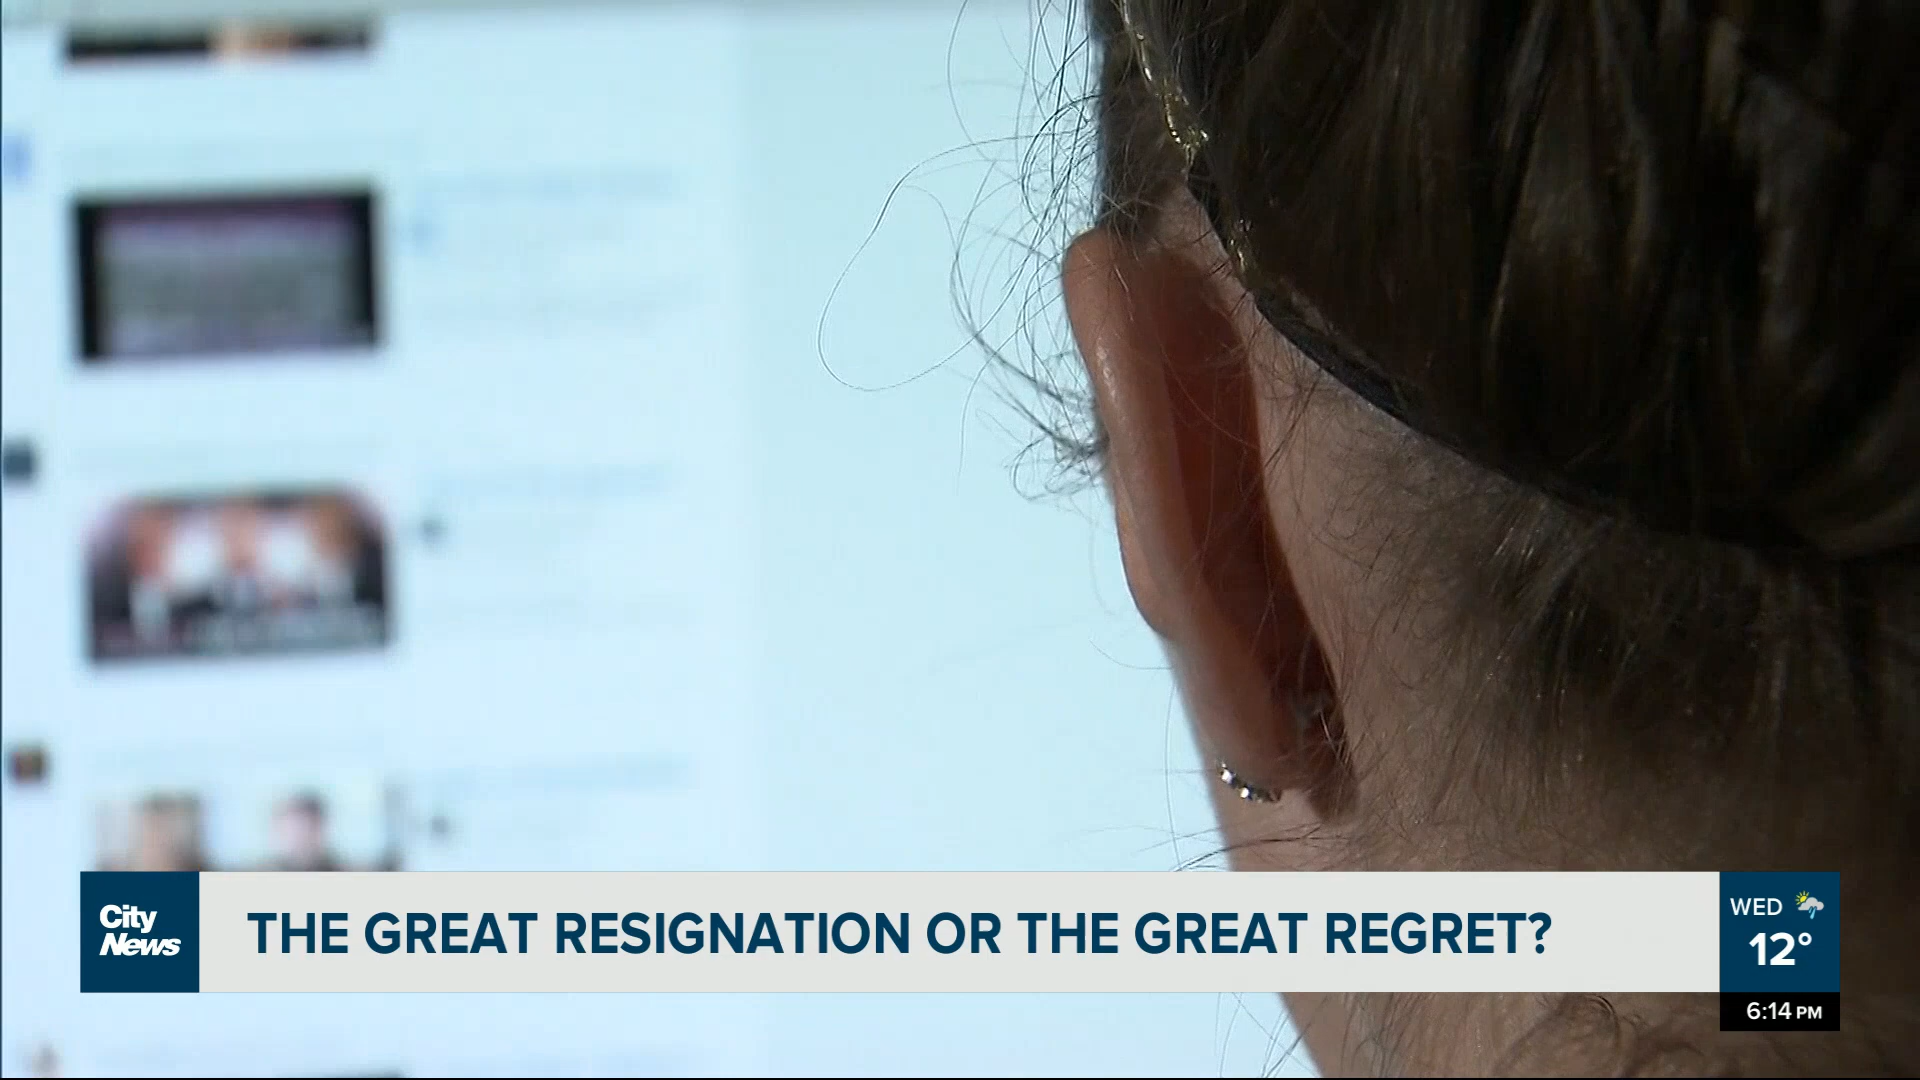 City
News
THE GREAT RESIGNATION OR THE GREAT REGRET?
WED
12°
6:14 PM